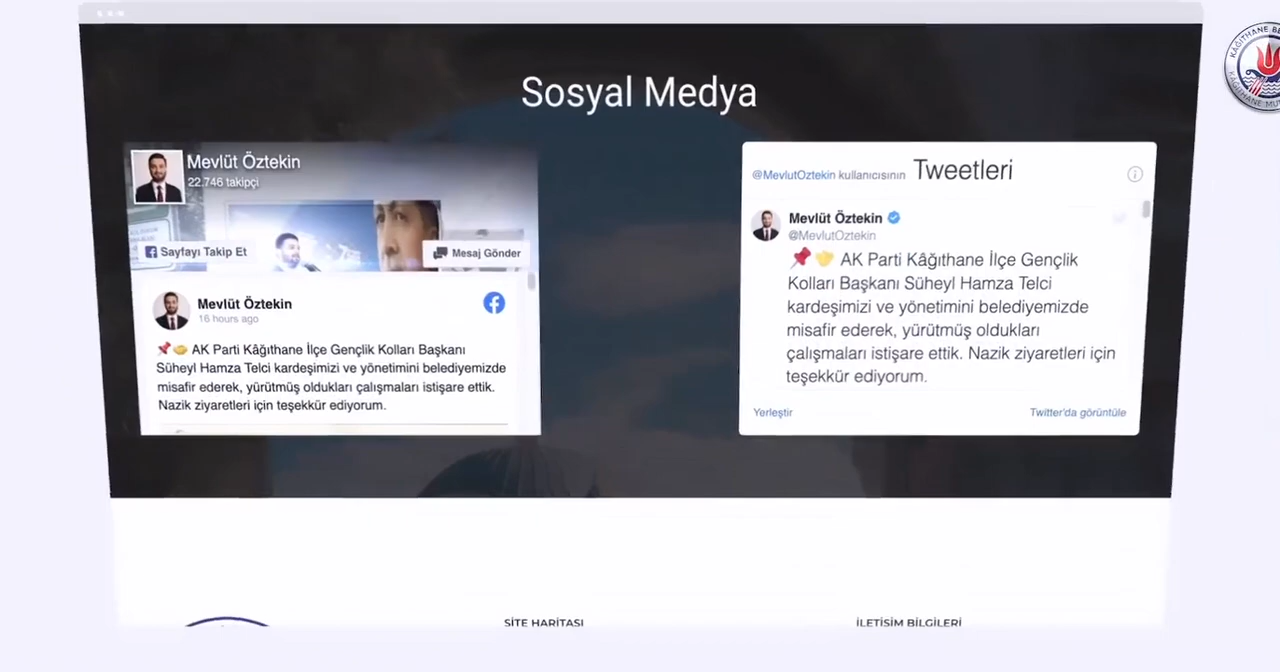 Sosyal Medya
Mevlüt Öztekin
22.746 takipçi
Sayfayı Takip Et
Mesaj Gönder
Mevlüt Öztekin
16 hours ago
📌🤝 AK Parti Kâğıthane İlçe Gençlik Kolları Başkanı
Süheyl Hamza Telci kardeşimizi ve yönetimini belediyemizde
misafir ederek, yürütmüş oldukları çalışmaları istişare ettik.
Nazik ziyaretleri için teşekkür ediyorum.
@MevlutOztekin kullanıcısının Tweetleri
Mevlüt Öztekin
@MevlutOztekin
📌🤝 AK Parti Kâğıthane İlçe Gençlik
Kolları Başkanı Süheyl Hamza Telci
kardeşimizi ve yönetimini belediyemizde
misafir ederek, yürütmüş oldukları
çalışmaları istişare ettik. Nazik ziyaretleri için
teşekkür ediyorum.
Yerleştir
Twitter'da görüntüle
SİTE HARİTASI
İLETİŞİM BİLGİLERİ
KÂĞITHANE
KÂĞITHANE